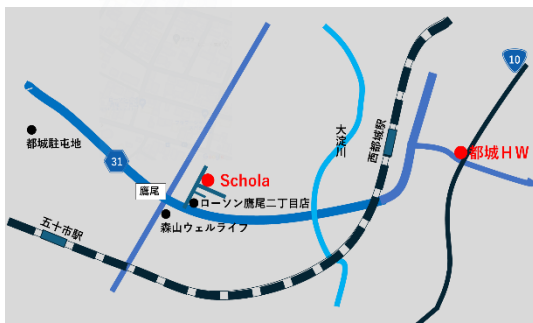 10
大淀川
西都城駅
都城駐屯地
31
都城HW
Schola
鷹尾
ローソン鷹尾二丁目店
森山ウェルライフ
五十市駅